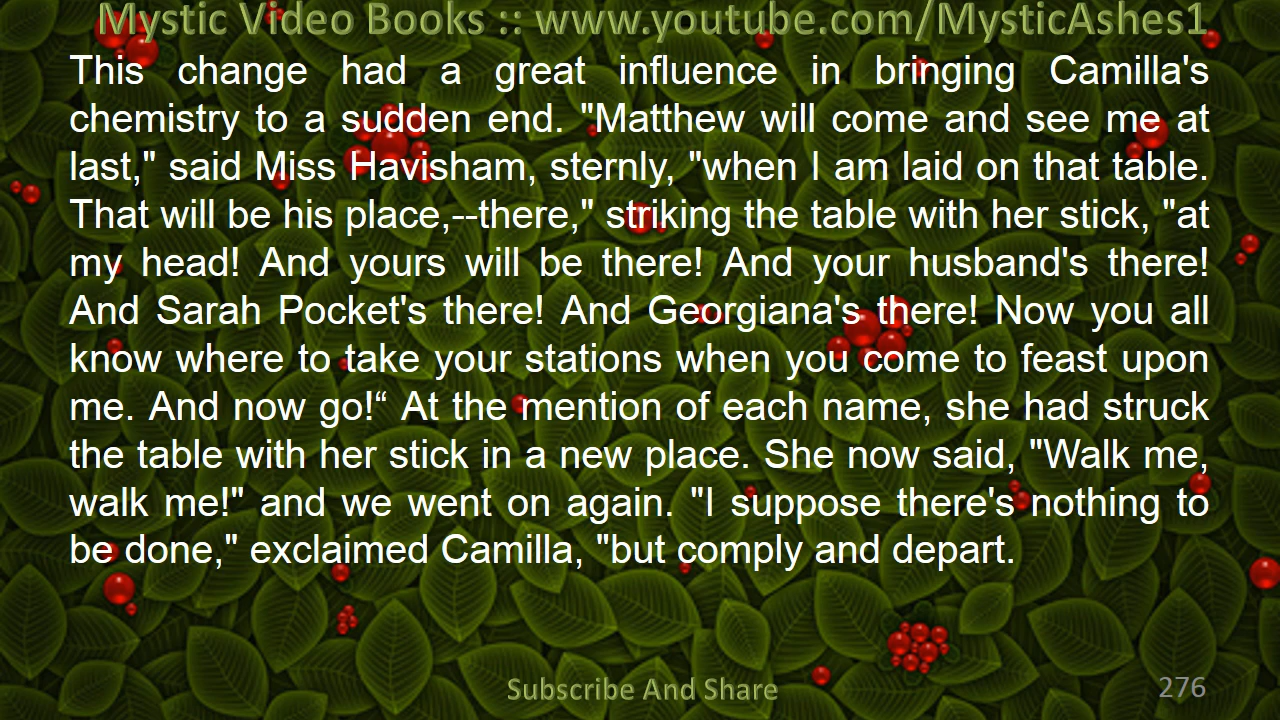 Mystic Video Books :: www.youtube.com/MysticAshes1
This change had a great influence in bringing Camilla's
chemistry to a sudden end. "Matthew will come and see me at
last," said Miss Havisham, sternly, "when I am laid on that table.
That will be his place,--there," striking the table with her stick, "at
my head! And yours will be there! And your husband's there!
And Sarah Pocket's there! And Georgiana's there! Now you all
know where to take your stations when you come to feast upon
me. And now go!“ At the mention of each name, she had struck
the table with her stick in a new place. She now said, "Walk me,
walk me!" and we went on again. "I suppose there's nothing to
be done," exclaimed Camilla, "but comply and depart.
Subscribe And Share
276